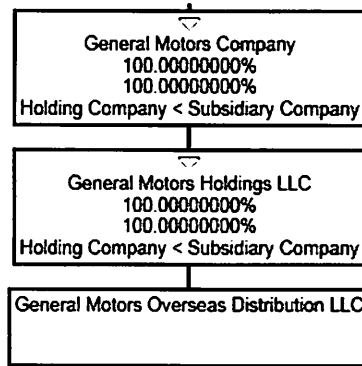 General Motors Company
100.00000000%
100.00000000%
Holding Company < Subsidiary Company
General Motors Holdings LLC
100.00000000%
100.00000000%
Holding Company < Subsidiary Company
General Motors Overseas Distribution LLC